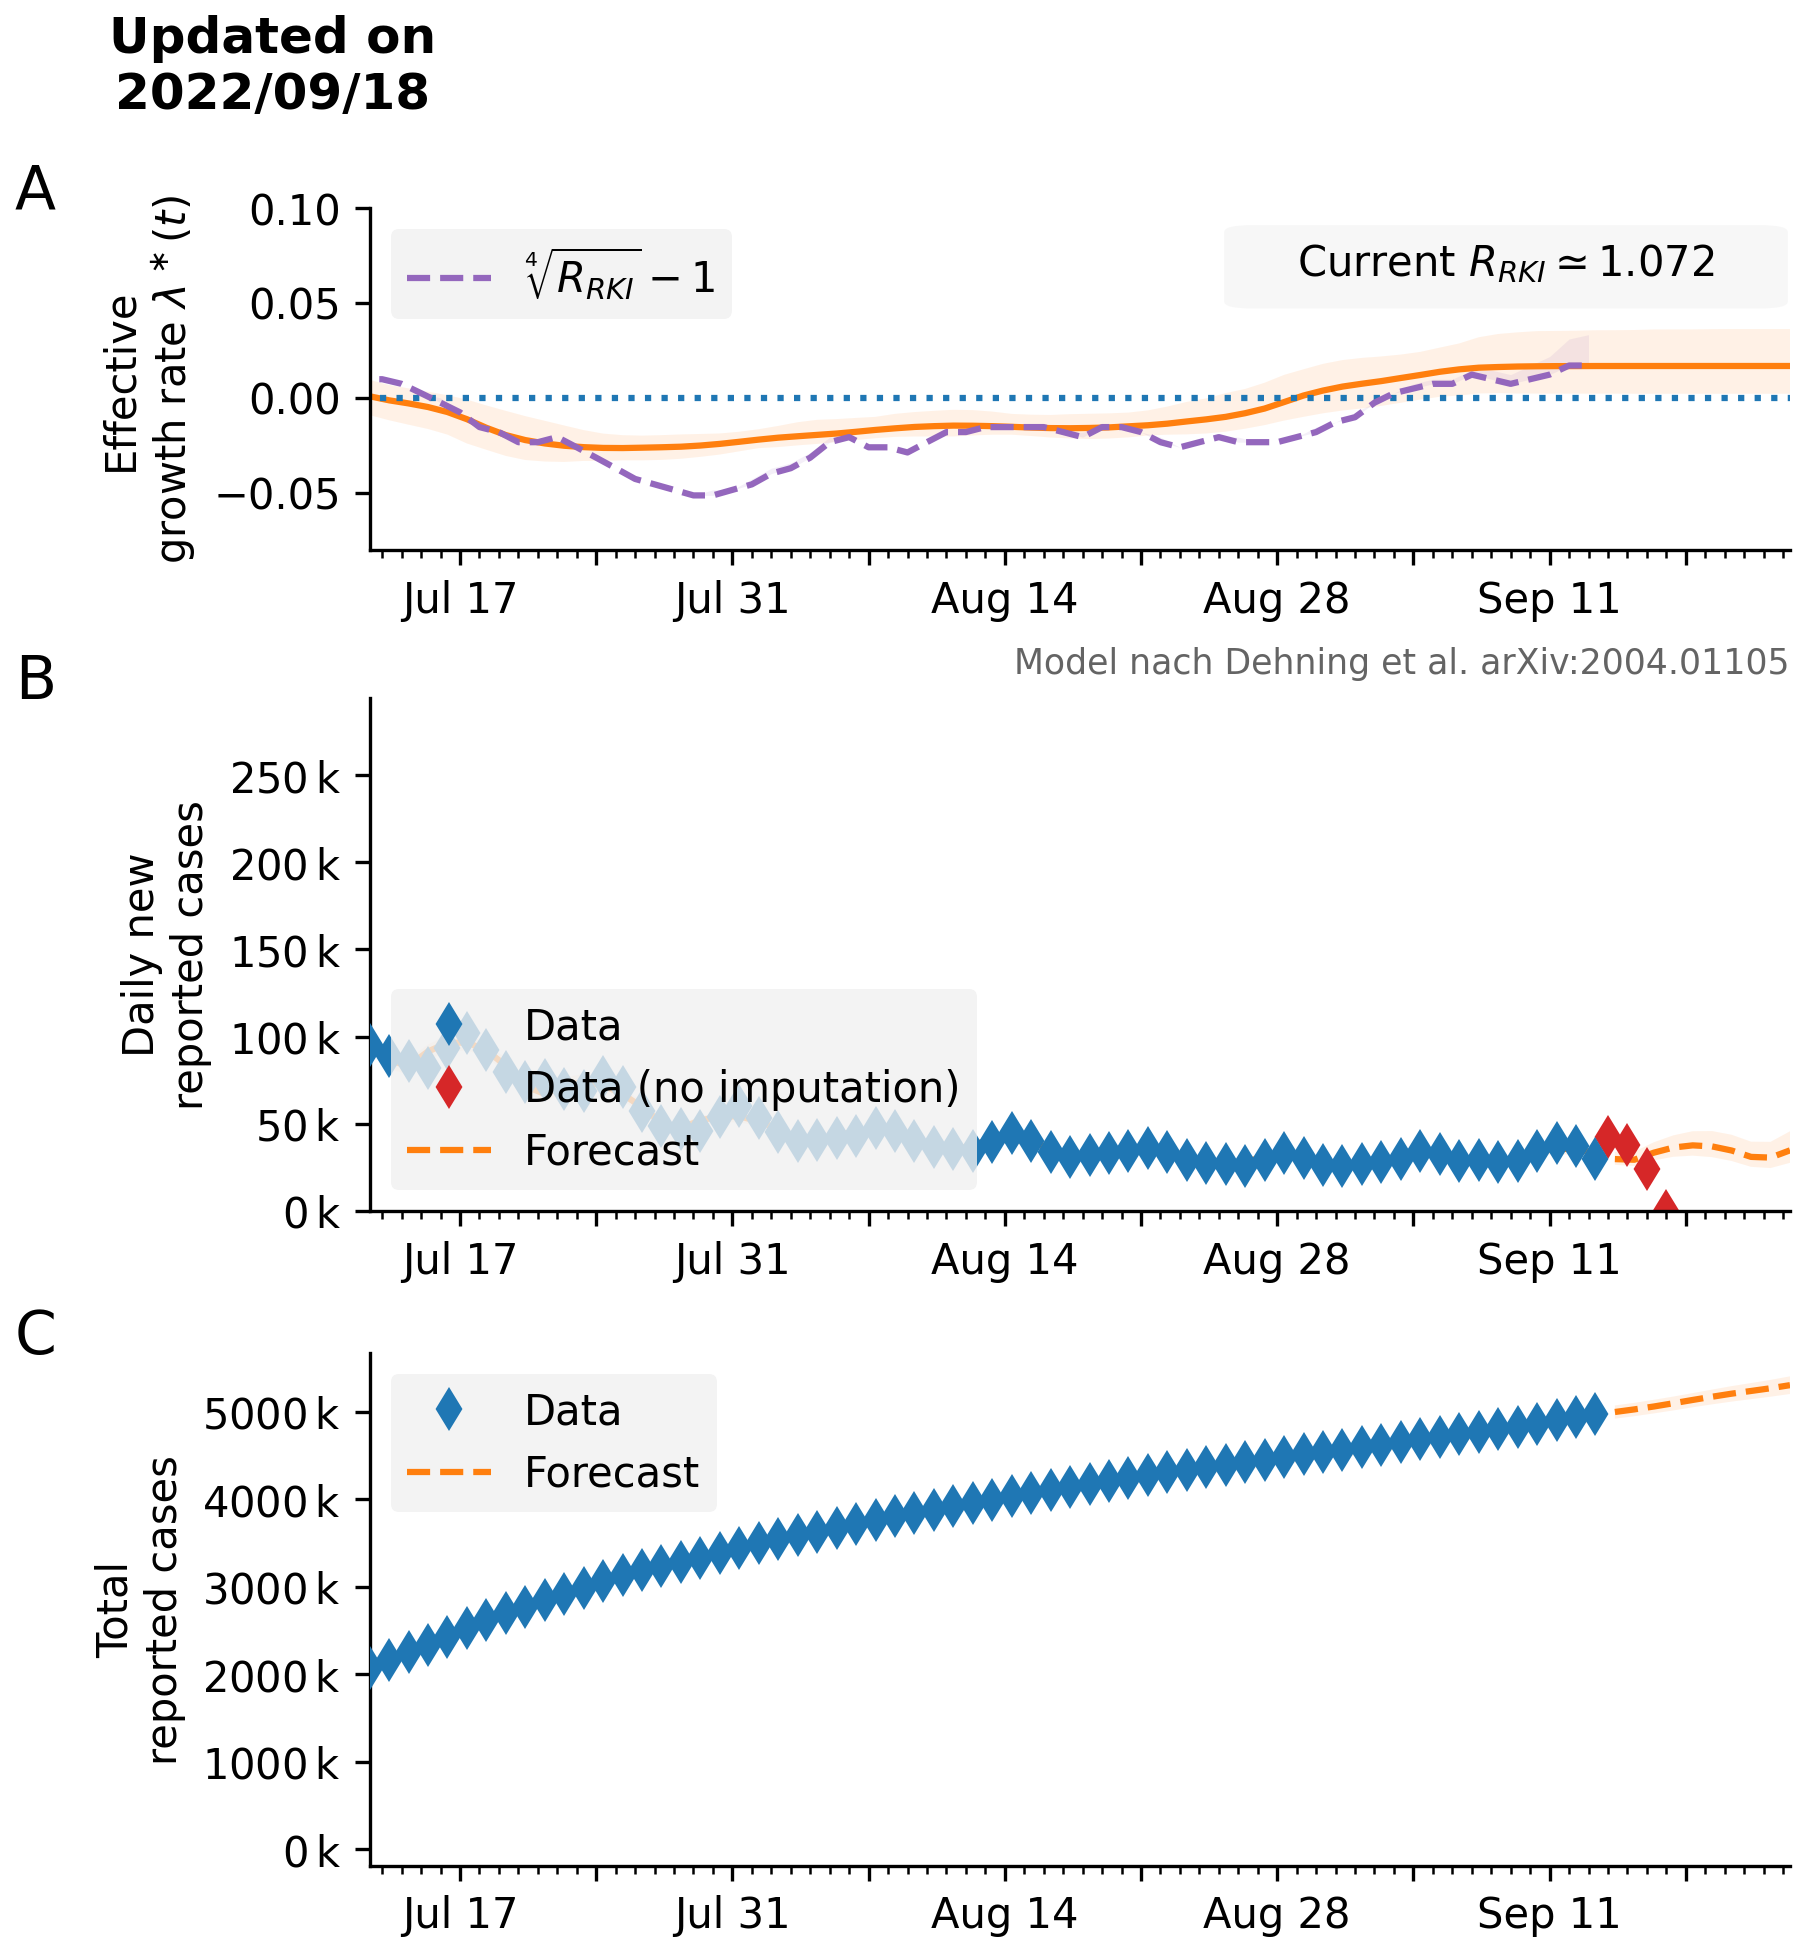 Updated on
2022/09/18
A
Effective
growth rate λ * (t)
0.10
0.05
0.00
−0.05
∜R_RKI − 1
Current R_RKI ≃ 1.072
Jul 17 Jul 31 Aug 14 Aug 28 Sep 11
Model nach Dehning et al. arXiv:2004.01105
B
Daily new
reported cases
250 k
200 k
150 k
100 k
50 k
0 k
Data
Data (no imputation)
Forecast
Jul 17 Jul 31 Aug 14 Aug 28 Sep 11
C
Total
reported cases
5000 k
4000 k
3000 k
2000 k
1000 k
0 k
Data
Forecast
Jul 17 Jul 31 Aug 14 Aug 28 Sep 11